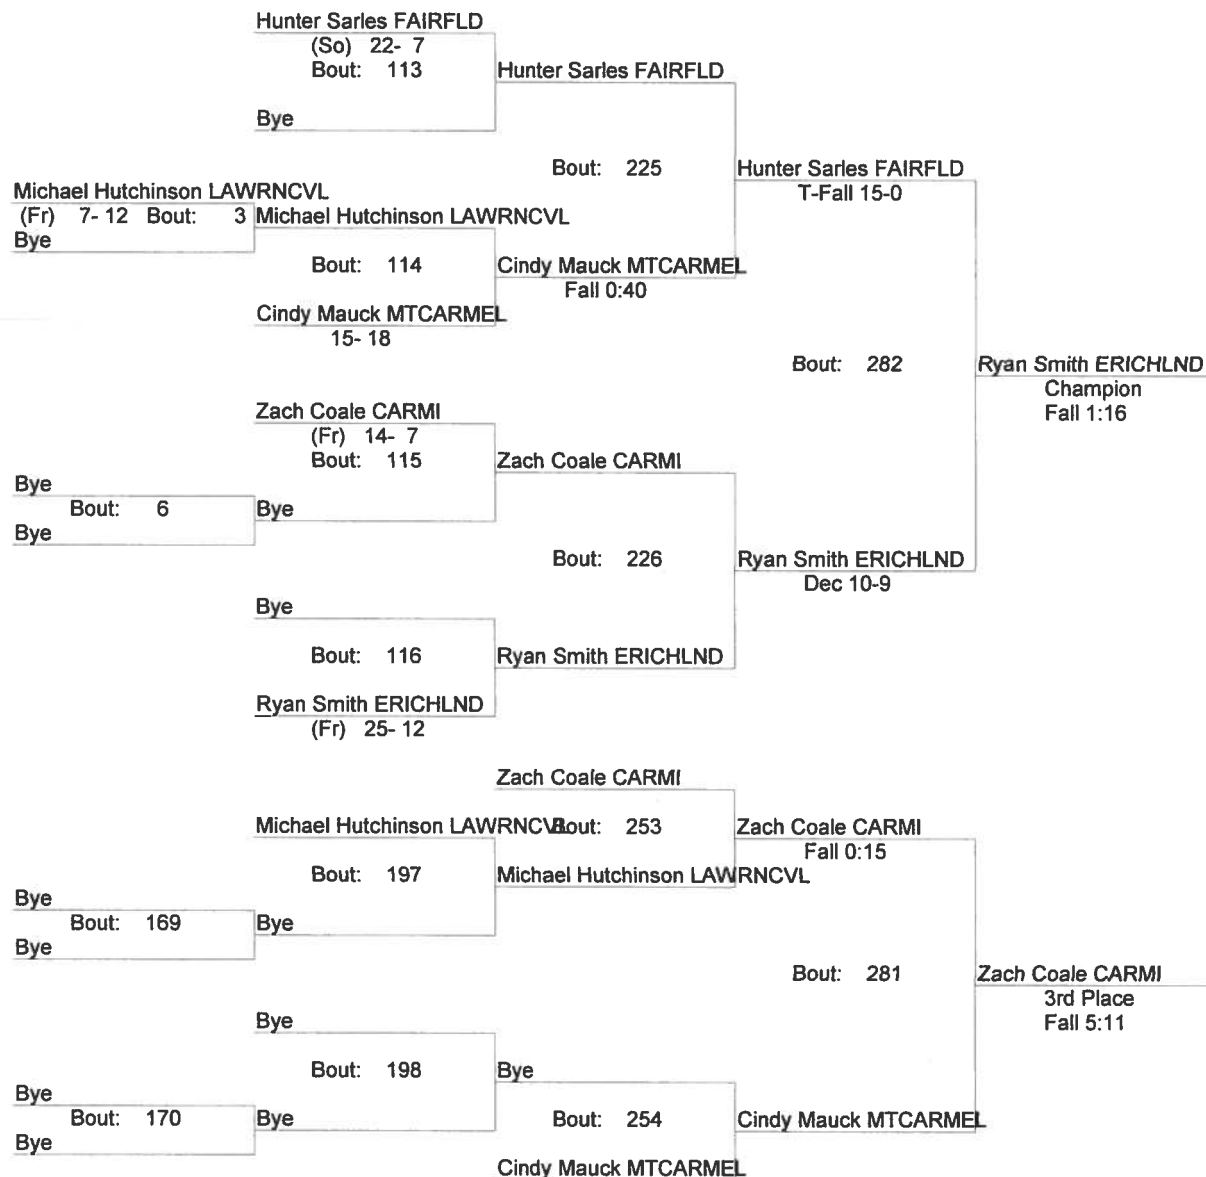 Hunter Sarles FAIRFLD
(So) 22- 7
Bout: 113
Hunter Sarles FAIRFLD
Bye
Bout: 225
Hunter Sarles FAIRFLD
T-Fall 15-0
Michael Hutchinson LAWRNCVL
(Fr) 7- 12 Bout: 3
Michael Hutchinson LAWRNCVL
Bye
Bout: 114
Cindy Mauck MTCARMEL
Fall 0:40
Cindy Mauck MTCARMEL
15- 18
Bout: 282
Ryan Smith ERICHLND
Champion
Fall 1:16
Zach Coale CARMI
(Fr) 14- 7
Bout: 115
Zach Coale CARMI
Bye
Bout: 6
Bye
Bye
Bout: 226
Ryan Smith ERICHLND
Dec 10-9
Bye
Bout: 116
Ryan Smith ERICHLND
Ryan Smith ERICHLND
(Fr) 25- 12
Zach Coale CARMI
Michael Hutchinson LAWRNCVL
Bout: 253
Zach Coale CARMI
Fall 0:15
Bout: 197
Michael Hutchinson LAWRNCVL
Bye
Bout: 169
Bye
Bye
Bout: 281
Zach Coale CARMI
3rd Place
Fall 5:11
Bye
Bout: 198
Bye
Bye
Bout: 170
Bye
Bye
Bout: 254
Cindy Mauck MTCARMEL
Cindy Mauck MTCARMEL